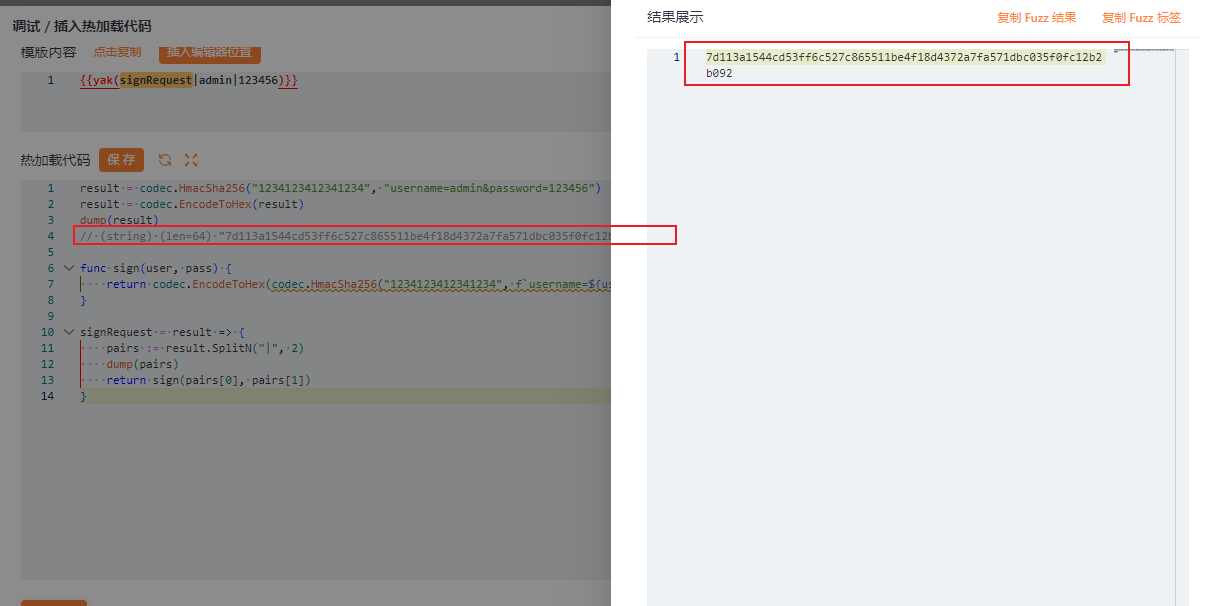 调试 / 插入热加载代码
模版内容 点击复制 插入编辑器位置
1 {{yak(signRequest|admin|123456)}}
热加载代码 保存
1 result = codec.HmacSha256("1234123412341234", "username=admin&password=123456")
2 result = codec.EncodeToHex(result)
3 dump(result)
4 // (string) (len=64) "7d113a1544cd53ff6c527c865511be4f18d4372a7fa571dbc035f0fc12b
5
6 func sign(user, pass) {
7 return codec.EncodeToHex(codec.HmacSha256("1234123412341234", f`username=${us
8 }
9
10 signRequest = result => {
11 pairs := result.SplitN("|", 2)
12 dump(pairs)
13 return sign(pairs[0], pairs[1])
14 }
结果展示 复制 Fuzz 结果 复制 Fuzz 标签
1 7d113a1544cd53ff6c527c865511be4f18d4372a7fa571dbc035f0fc12b2
b092